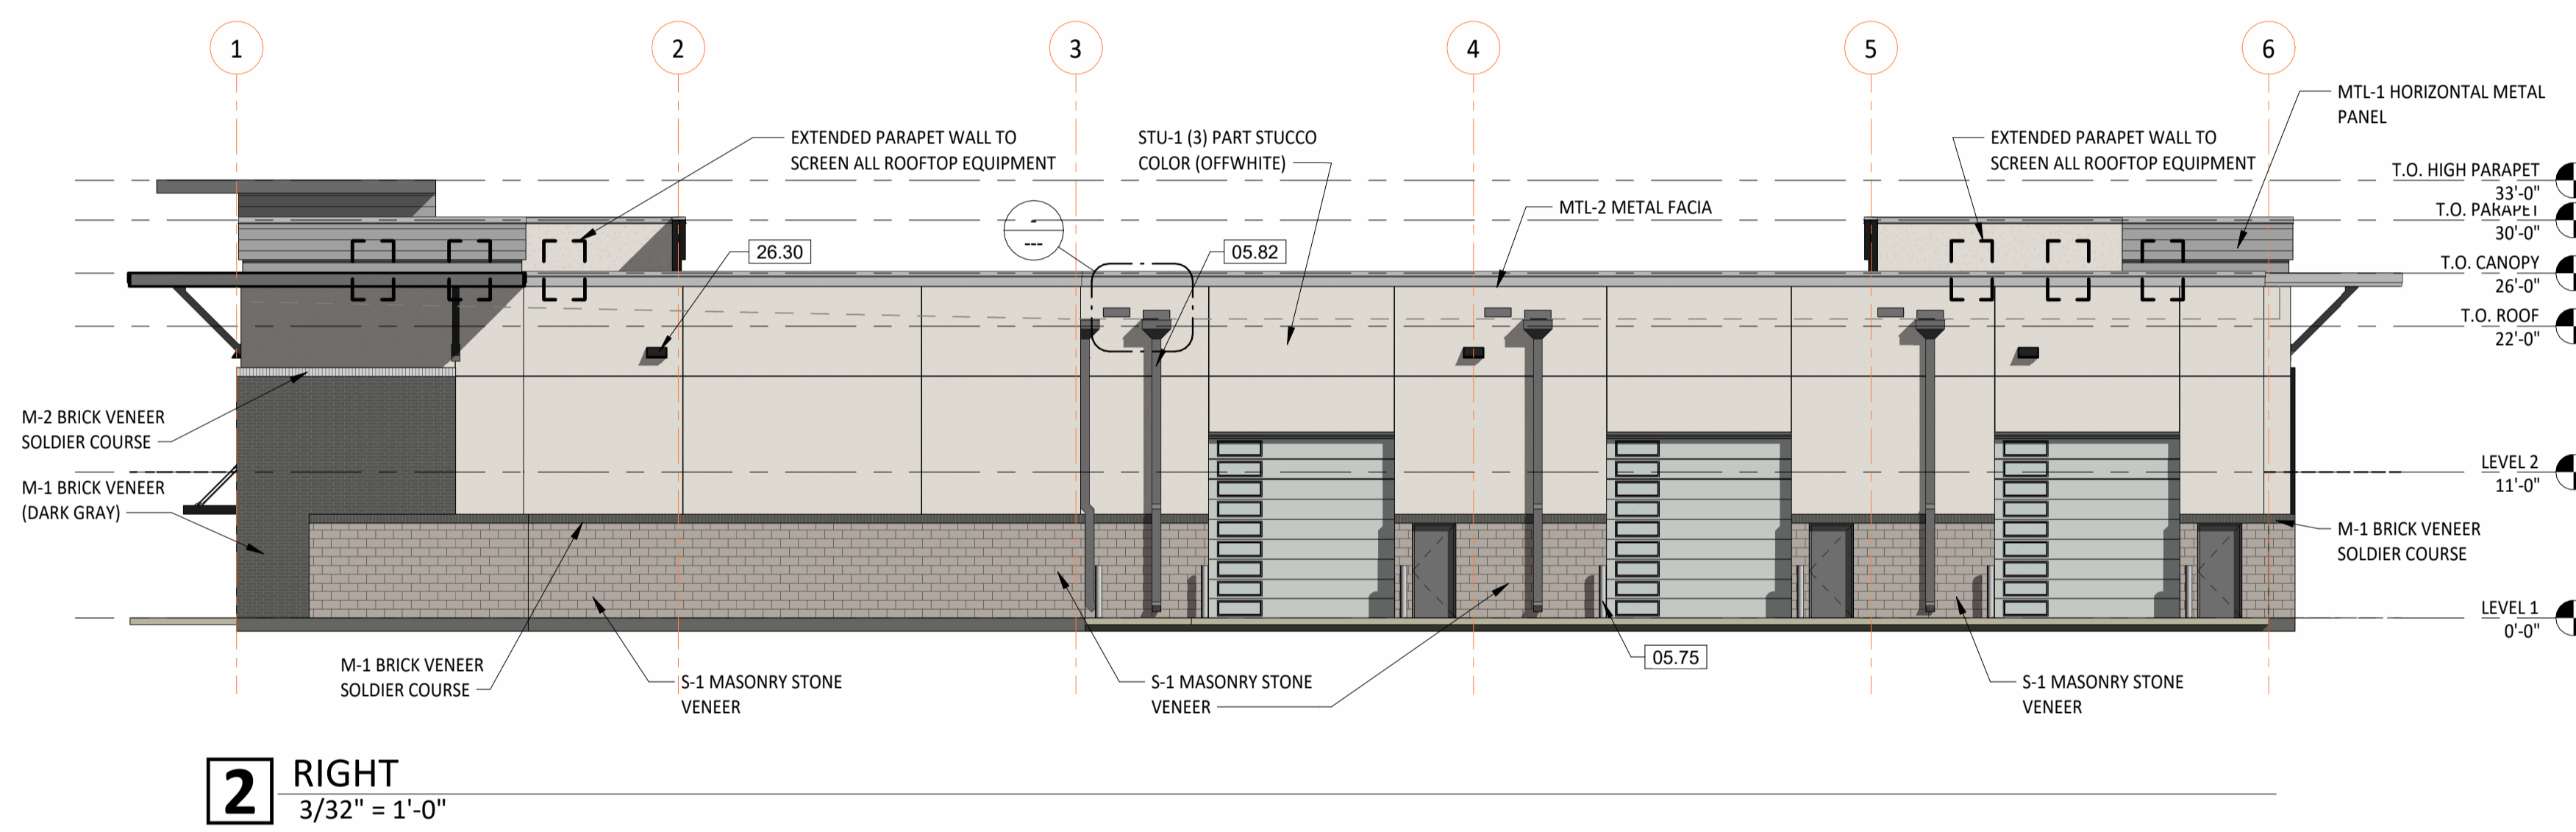 1
2
3
4
5
6
MTL-1 HORIZONTAL METAL
PANEL
EXTENDED PARAPET WALL TO
SCREEN ALL ROOFTOP EQUIPMENT
STU-1 (3) PART STUCCO
COLOR (OFFWHITE)
EXTENDED PARAPET WALL TO
SCREEN ALL ROOFTOP EQUIPMENT
T.O. HIGH PARAPET
33'-0"
MTL-2 METAL FACIA
T.O. PARAPET
30'-0"
-
---
26.30
05.82
T.O. CANOPY
26'-0"
T.O. ROOF
22'-0"
M-2 BRICK VENEER
SOLDIER COURSE
LEVEL 2
11'-0"
M-1 BRICK VENEER
(DARK GRAY)
M-1 BRICK VENEER
SOLDIER COURSE
LEVEL 1
0'-0"
M-1 BRICK VENEER
SOLDIER COURSE
05.75
S-1 MASONRY STONE
VENEER
S-1 MASONRY STONE
VENEER
S-1 MASONRY STONE
VENEER
2
RIGHT
3/32" = 1'-0"